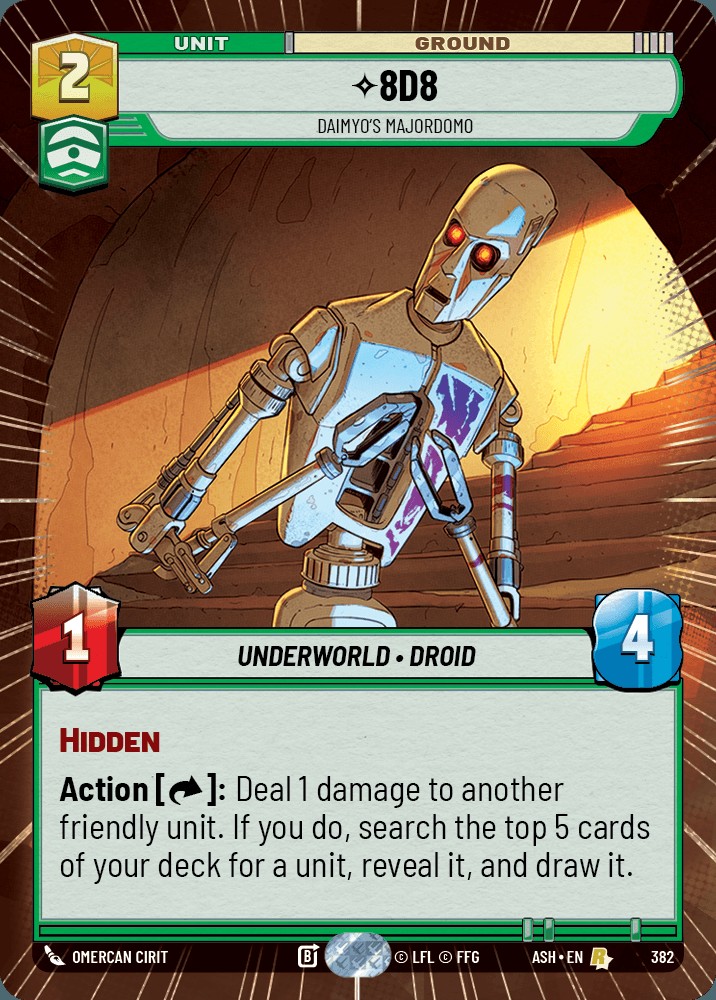 UNIT
GROUND
2
✧8D8
DAIMYO'S MAJORDOMO
1
UNDERWORLD • DROID
4
HIDDEN
Action [ ]: Deal 1 damage to another
friendly unit. If you do, search the top 5 cards
of your deck for a unit, reveal it, and draw it.
OMERCAN CIRIT
B
© LFL © FFG
ASH • EN
R
382